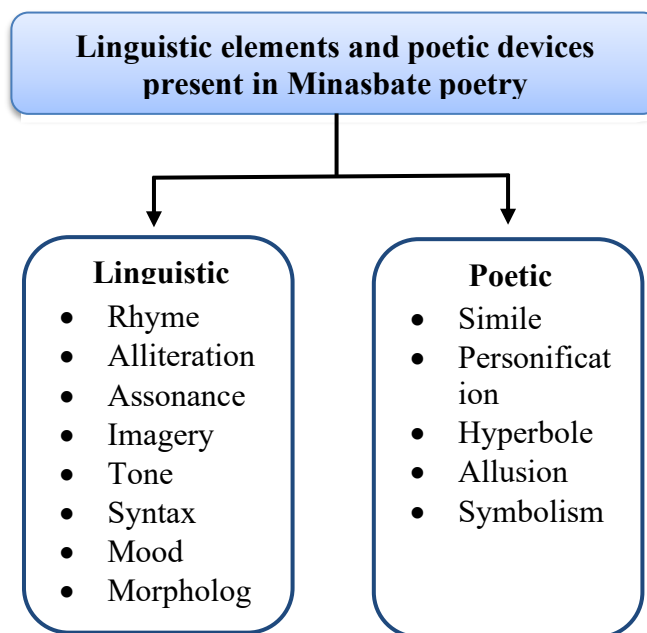 Linguistic elements and poetic devices
present in Minasbate poetry
Linguistic
• Rhyme
• Alliteration
• Assonance
• Imagery
• Tone
• Syntax
• Mood
• Morpholog
Poetic
• Simile
• Personificat
ion
• Hyperbole
• Allusion
• Symbolism